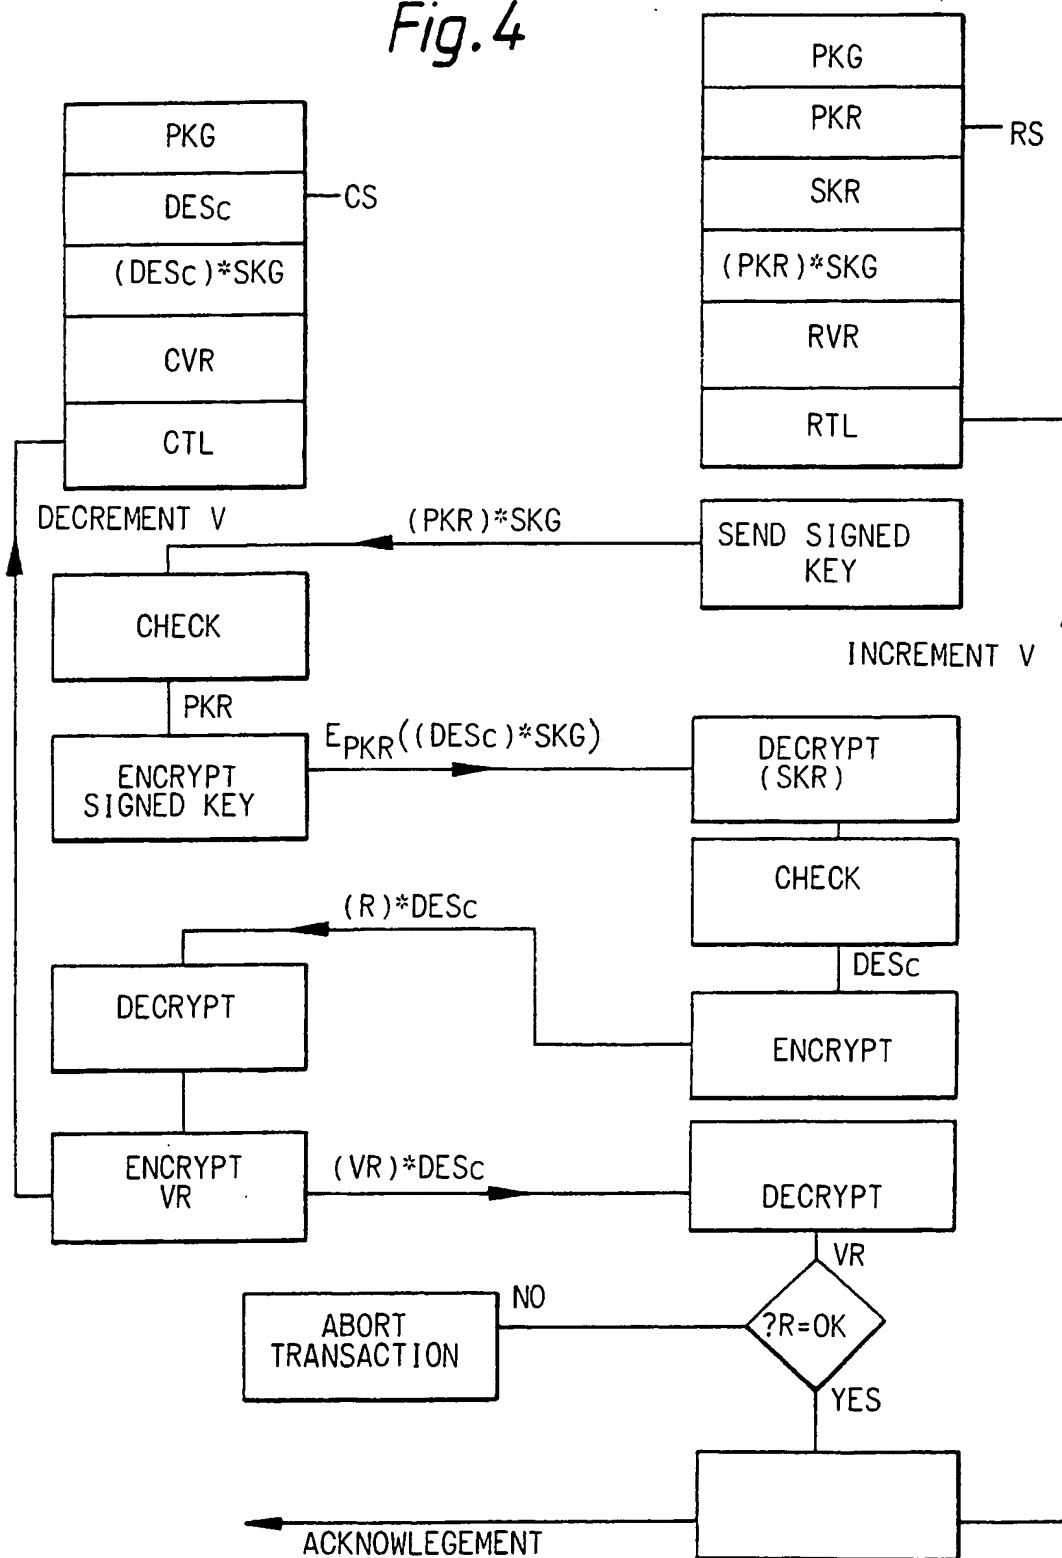 Fig. 4
PKG
DESc
(DESc)*SKG
CVR
CTL
CS
PKG
PKR
SKR
(PKR)*SKG
RVR
RTL
RS
DECREMENT V
(PKR)*SKG
SEND SIGNED
KEY
CHECK
INCREMENT V
PKR
ENCRYPT
SIGNED KEY
EPKR((DESc)*SKG)
DECRYPT
(SKR)
CHECK
(R)*DESc
DESc
DECRYPT
ENCRYPT
ENCRYPT
VR
(VR)*DESc
DECRYPT
VR
NO
ABORT
TRANSACTION
?R=OK
YES
ACKNOWLEGEMENT